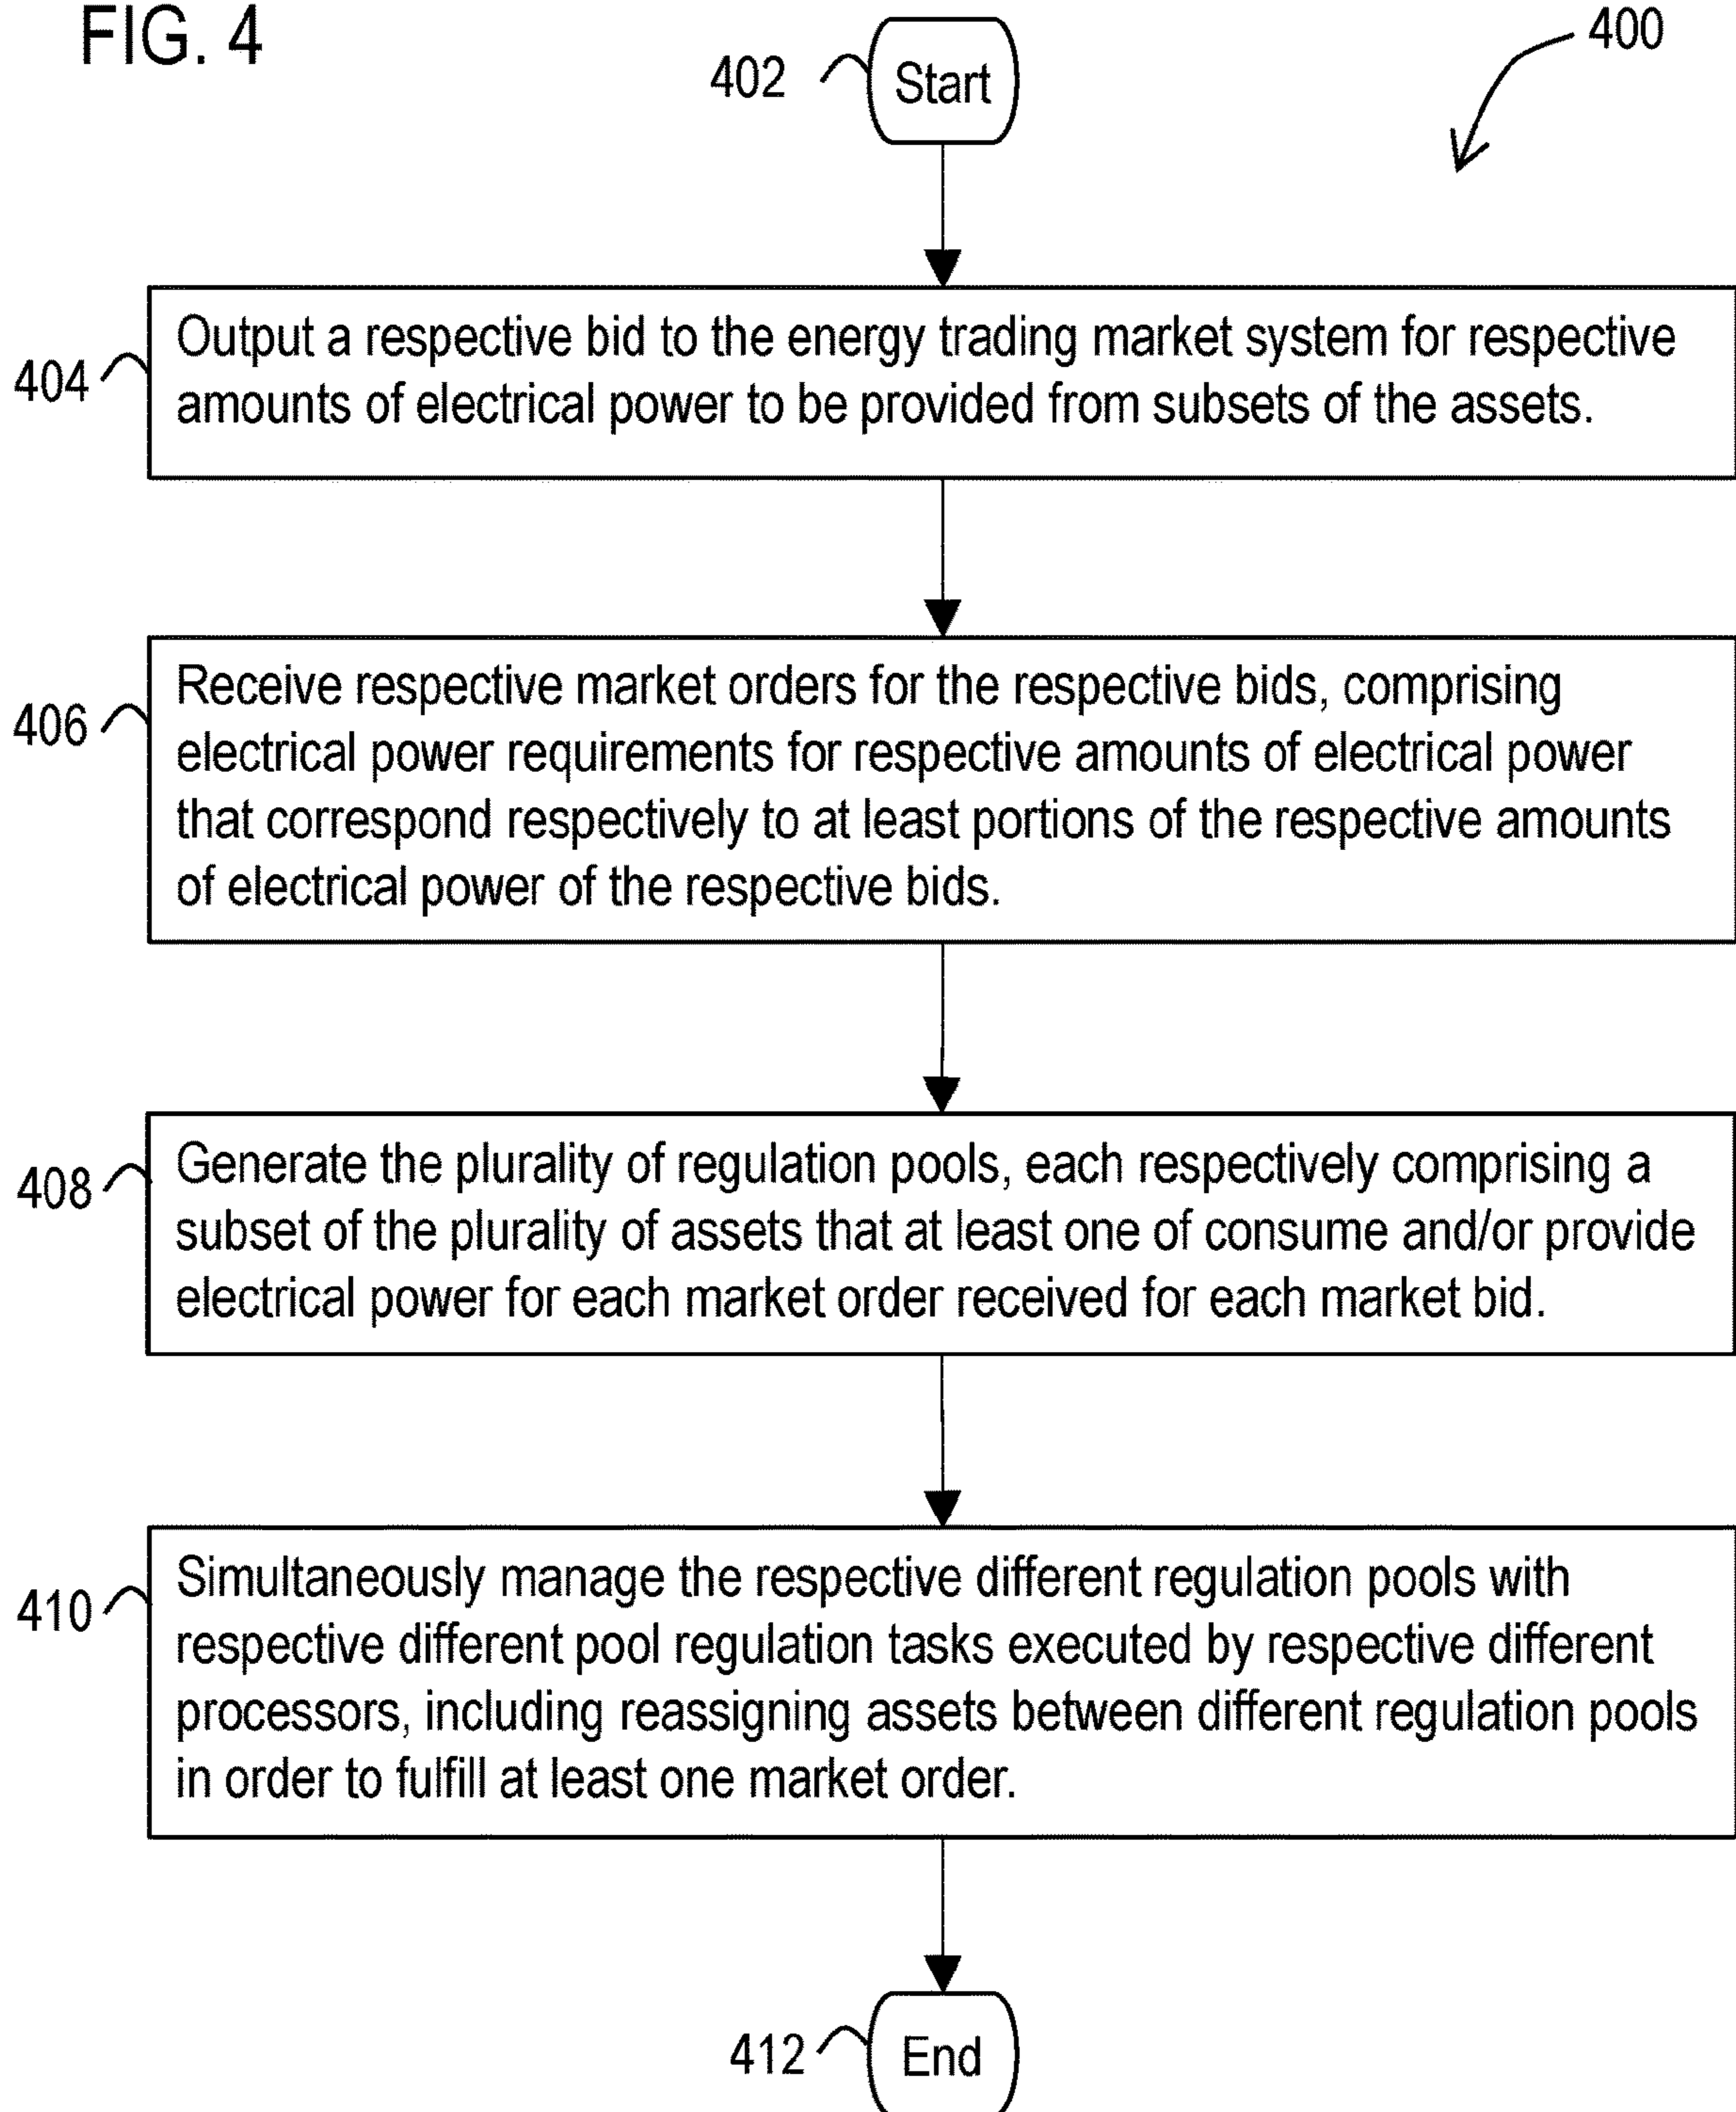 FIG. 4
400
402
Start
404
Output a respective bid to the energy trading market system for respective
amounts of electrical power to be provided from subsets of the assets.
406
Receive respective market orders for the respective bids, comprising
electrical power requirements for respective amounts of electrical power
that correspond respectively to at least portions of the respective amounts
of electrical power of the respective bids.
408
Generate the plurality of regulation pools, each respectively comprising a
subset of the plurality of assets that at least one of consume and/or provide
electrical power for each market order received for each market bid.
410
Simultaneously manage the respective different regulation pools with
respective different pool regulation tasks executed by respective different
processors, including reassigning assets between different regulation pools
in order to fulfill at least one market order.
412
End